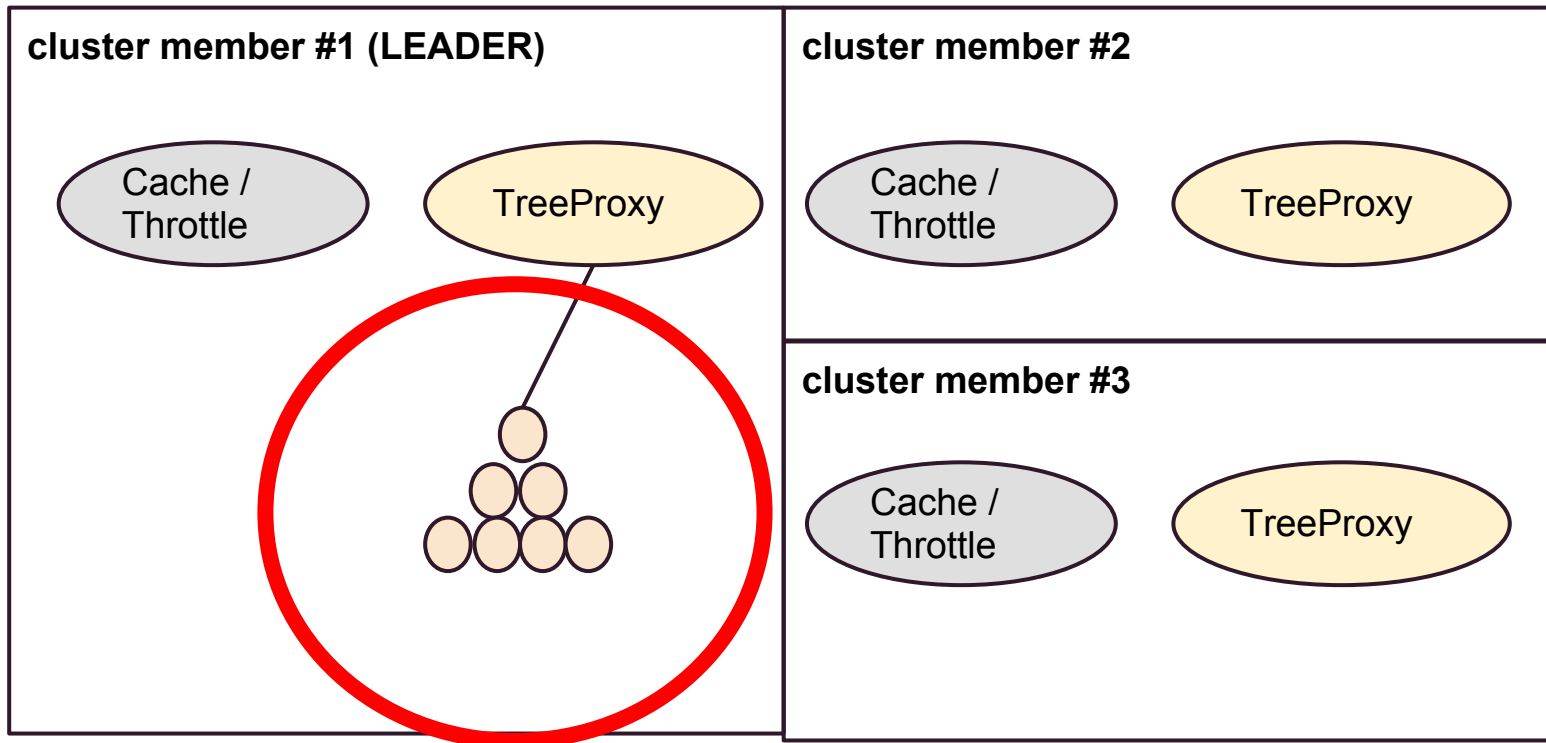 cluster member #1 (LEADER)
Cache /
Throttle
TreeProxy
cluster member #2
Cache /
Throttle
TreeProxy
cluster member #3
Cache /
Throttle
TreeProxy